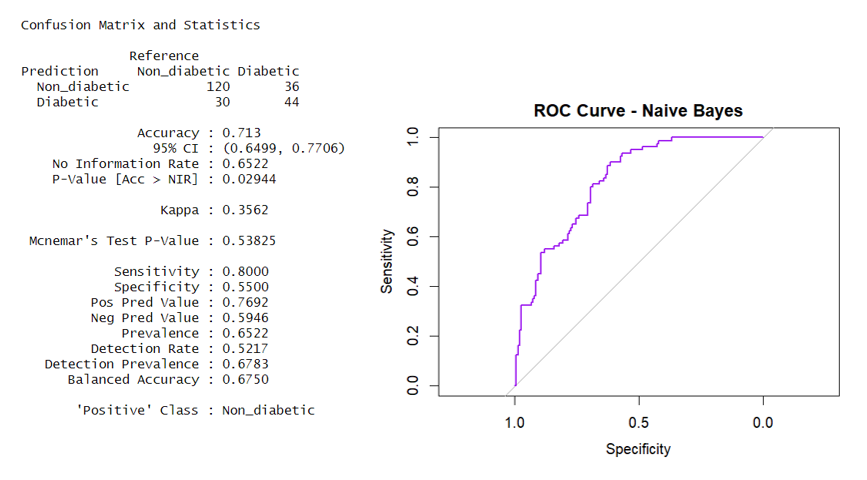 Confusion Matrix and Statistics
Reference
Prediction Non_diabetic Diabetic
Non_diabetic 120 36
Diabetic 30 44
Accuracy : 0.713
95% CI : (0.6499, 0.7706)
No Information Rate : 0.6522
P-Value [Acc > NIR] : 0.02944
Kappa : 0.3562
Mcnemar's Test P-Value : 0.53825
Sensitivity : 0.8000
Specificity : 0.5500
Pos Pred Value : 0.7692
Neg Pred Value : 0.5946
Prevalence : 0.6522
Detection Rate : 0.5217
Detection Prevalence : 0.6783
Balanced Accuracy : 0.6750
'Positive' Class : Non_diabetic
ROC Curve - Naive Bayes
Sensitivity
1.0
0.8
0.6
0.4
0.2
0.0
1.0 0.5 0.0
Specificity